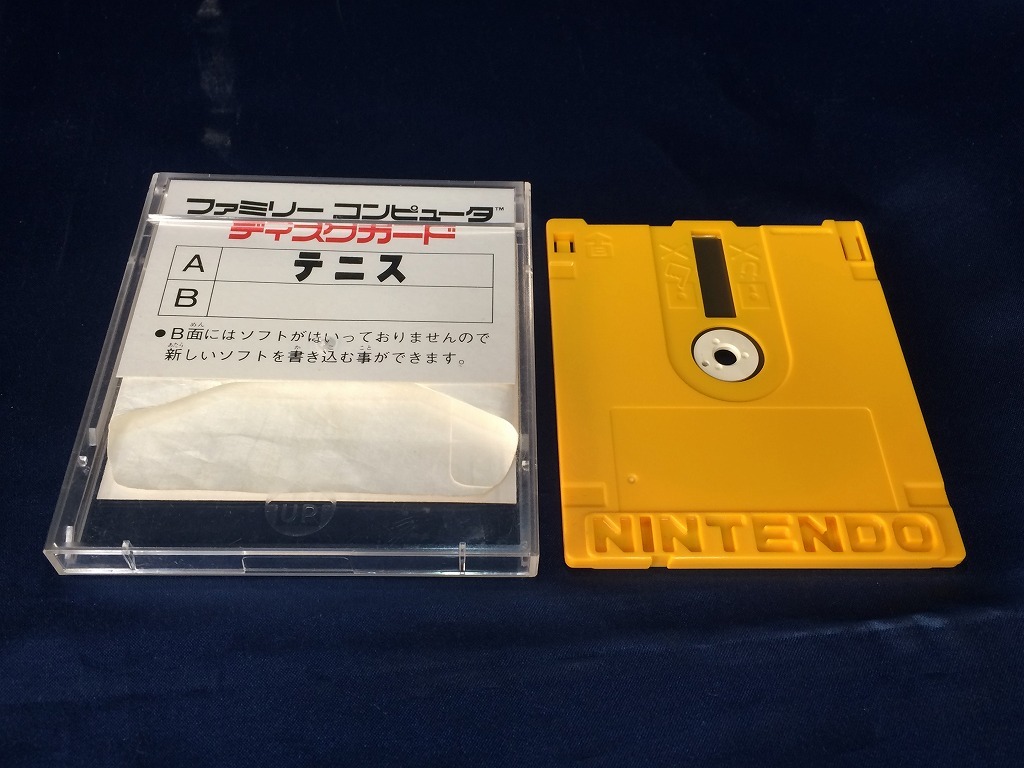 ファミリー コンピュータ™
ディスクカード
A テニス
B
●B面にはソフトがはいっておりませんので
新しいソフトを書き込む事ができます。
UP
NINTENDO